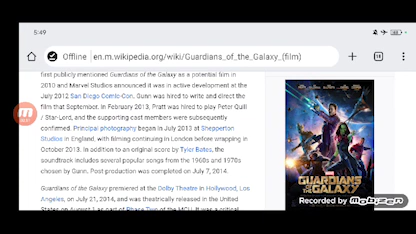 5:49
Offline en.m.wikipedia.org/wiki/Guardians_of_the_Galaxy_(film)
first publicly mentioned Guardians of the Galaxy as a potential film in
2010 and Marvel Studios announced it was in active development at the
July 2012 San Diego Comic-Con. Gunn was hired to write and direct
the film that September. In February 2013, Pratt was hired to play Peter Quill
/ Star-Lord, and the supporting cast members were subsequently
confirmed. Principal photography began in July 2013 at Shepperton
Studios in England, with filming continuing in London before wrapping in
October 2013. In addition to an original score by Tyler Bates, the
soundtrack includes several popular songs from the 1960s and 1970s
chosen by Gunn. Post production was completed on July 7, 2014
Guardians of the Galaxy premiered at the Dolby Theatre in Hollywood, Los
Angeles, on July 21, 2014, and was theatrically released in the United
States on August 1, as part of Phase Two of the MCU. It was a critical
MARVEL
GUARDIANS
OF THE GALAXY
Recorded by Mobizen